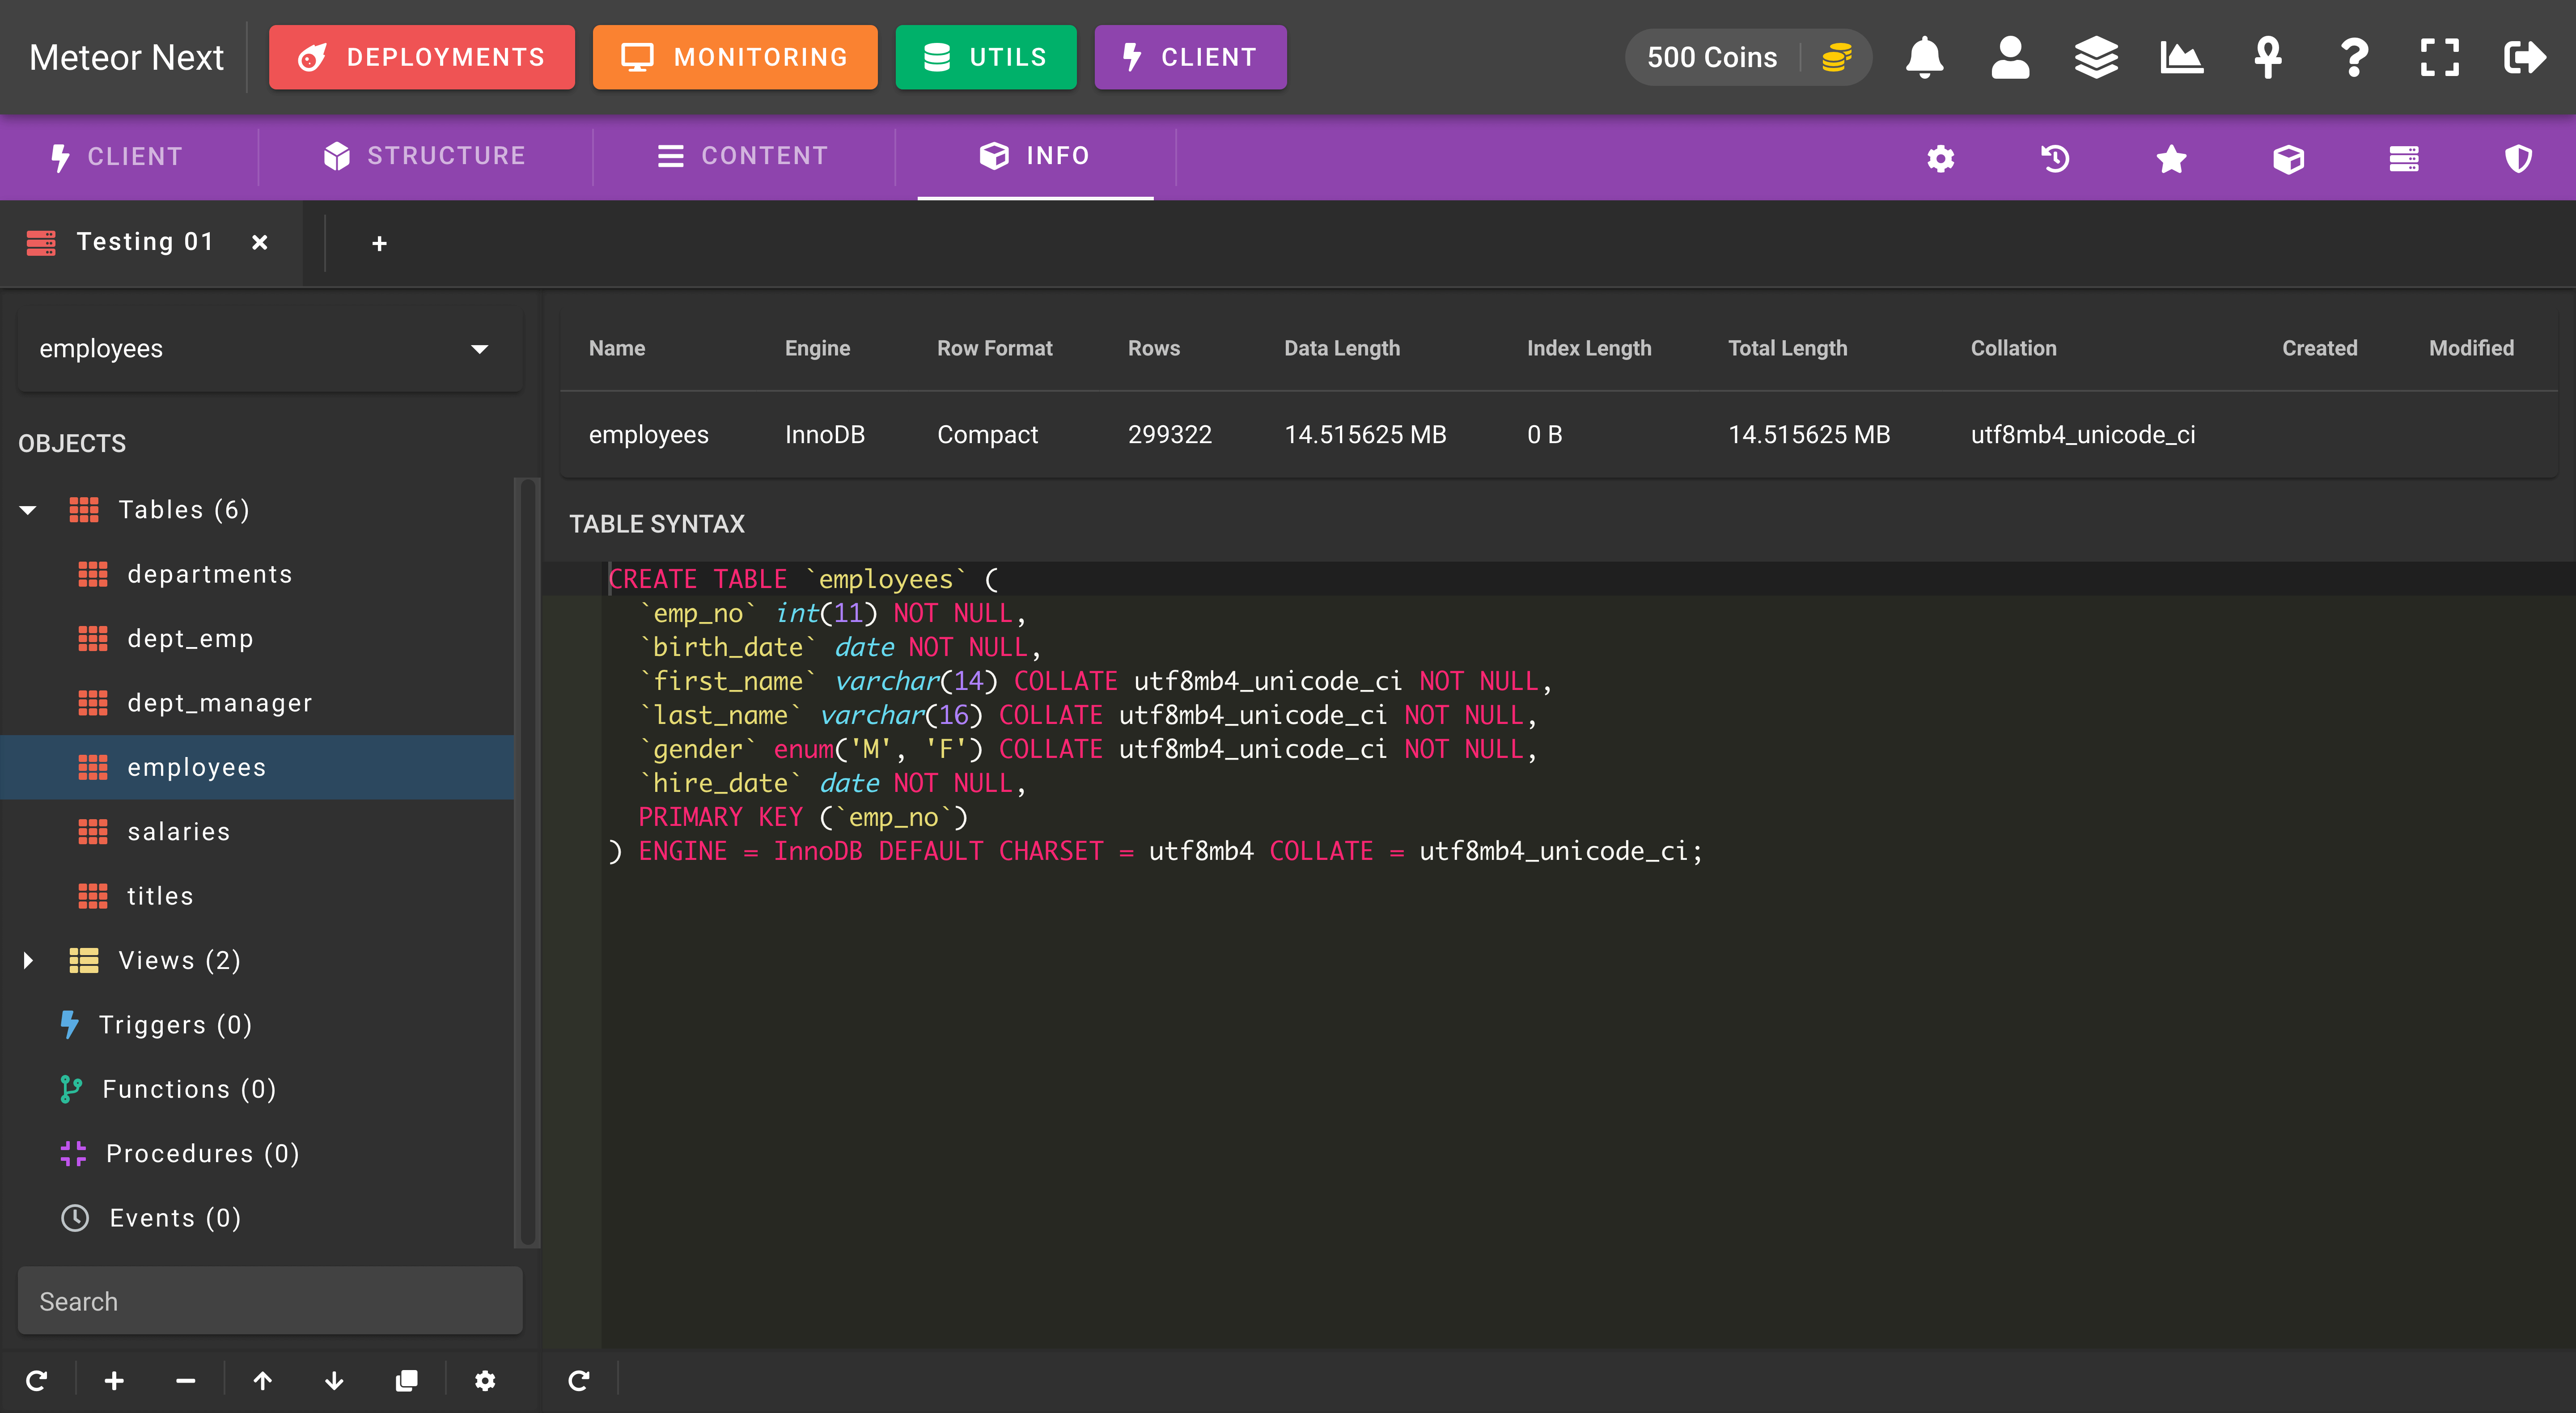 Meteor Next DEPLOYMENTS MONITORING UTILS CLIENT 500 Coins
CLIENT STRUCTURE CONTENT INFO
Testing 01
employees
OBJECTS
Tables (6)
departments
dept_emp
dept_manager
employees
salaries
titles
Views (2)
Triggers (0)
Functions (0)
Procedures (0)
Events (0)
Search
Name Engine Row Format Rows Data Length Index Length Total Length Collation Created Modified
employees InnoDB Compact 299322 14.515625 MB 0 B 14.515625 MB utf8mb4_unicode_ci
TABLE SYNTAX
CREATE TABLE `employees` (
  `emp_no` int(11) NOT NULL,
  `birth_date` date NOT NULL,
  `first_name` varchar(14) COLLATE utf8mb4_unicode_ci NOT NULL,
  `last_name` varchar(16) COLLATE utf8mb4_unicode_ci NOT NULL,
  `gender` enum('M', 'F') COLLATE utf8mb4_unicode_ci NOT NULL,
  `hire_date` date NOT NULL,
  PRIMARY KEY (`emp_no`)
) ENGINE = InnoDB DEFAULT CHARSET = utf8mb4 COLLATE = utf8mb4_unicode_ci;